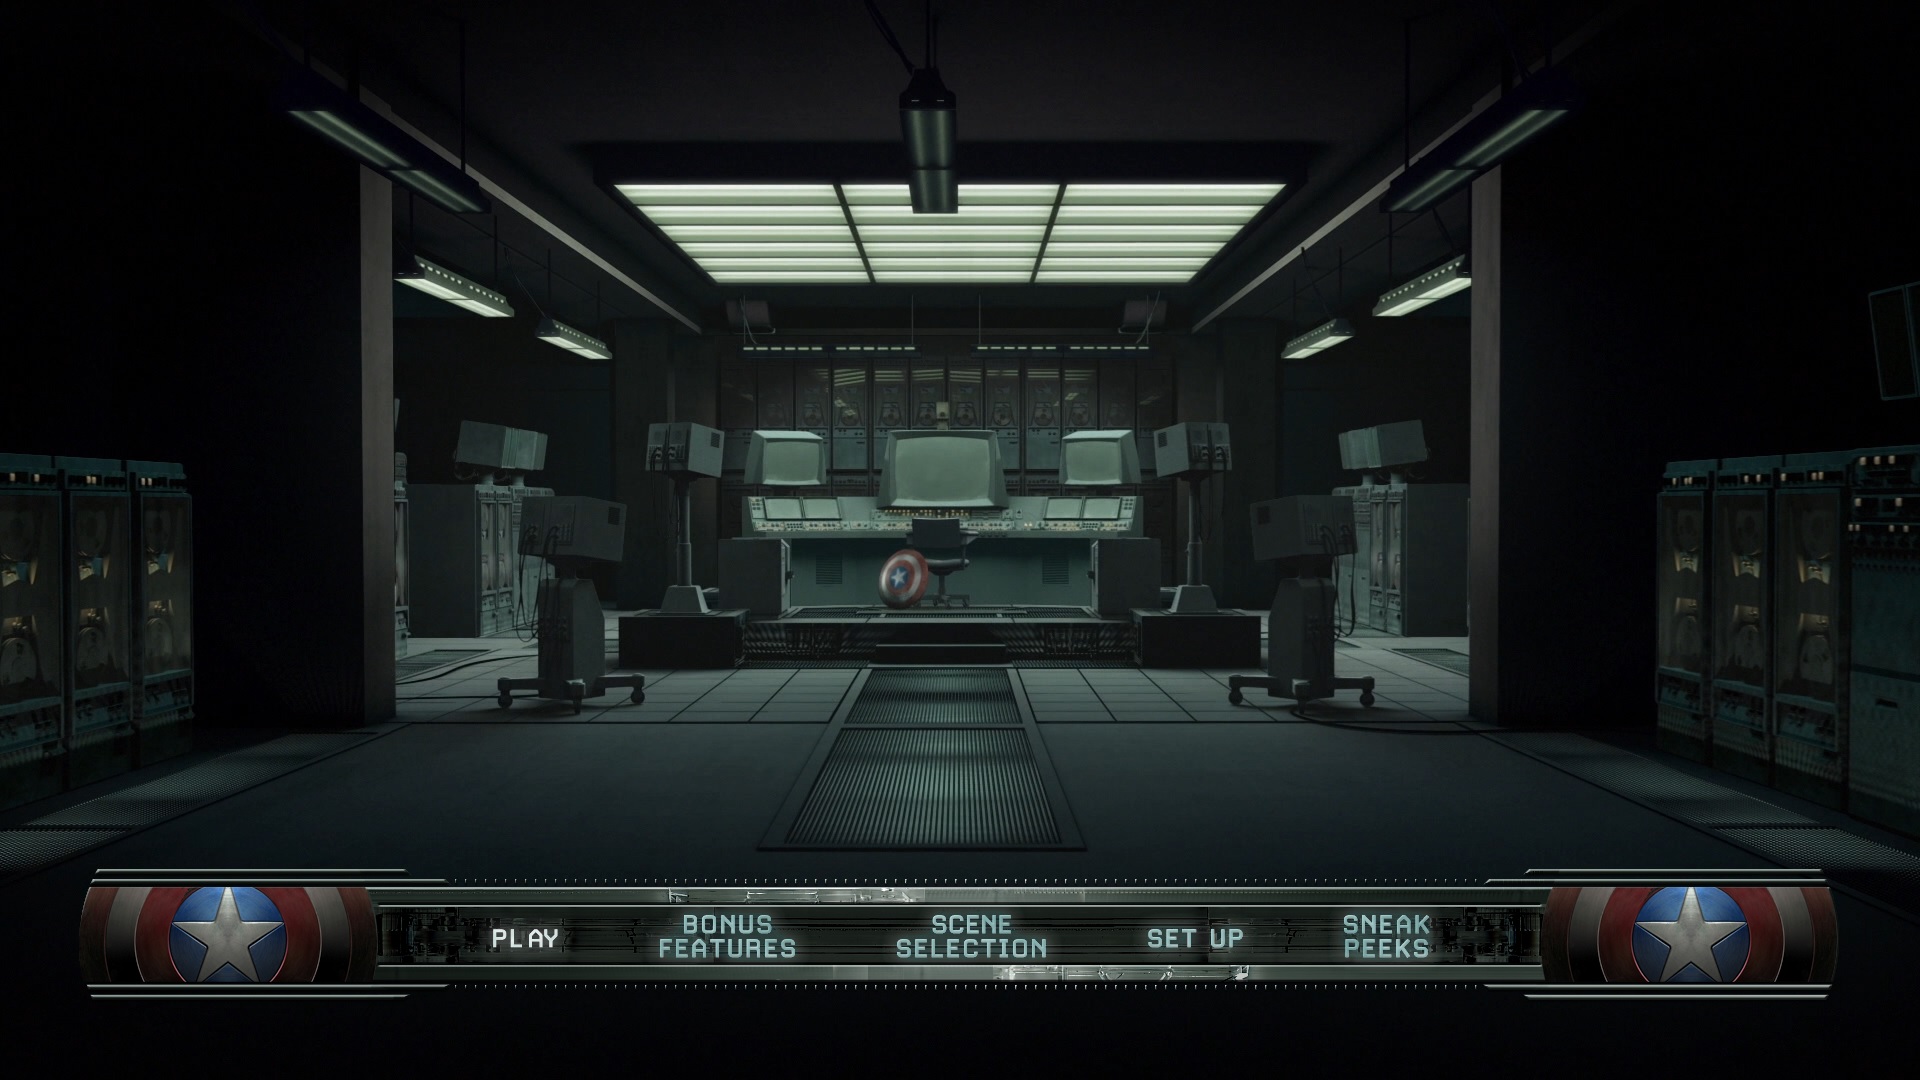 PLAY
BONUS
FEATURES
SCENE
SELECTION
SET UP
SNEAK
PEEKS